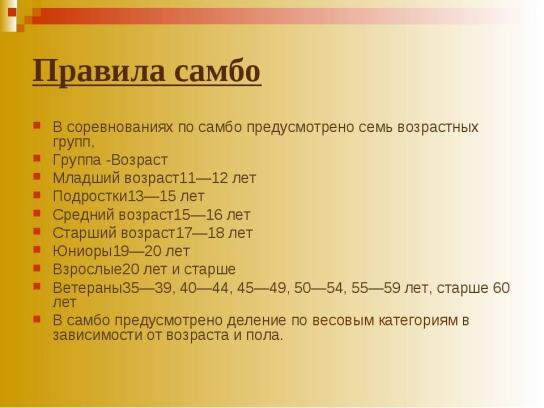 Правила самбо
В соревнованиях по самбо предусмотрено семь возрастных
групп,
Группа -Возраст
Младший возраст11—12 лет
Подростки13—15 лет
Средний возраст15—16 лет
Старший возраст17—18 лет
Юниоры19—20 лет
Взрослые20 лет и старше
Ветераны35—39, 40—44, 45—49, 50—54, 55—59 лет, старше 60
лет
В самбо предусмотрено деление по весовым категориям в
зависимости от возраста и пола.